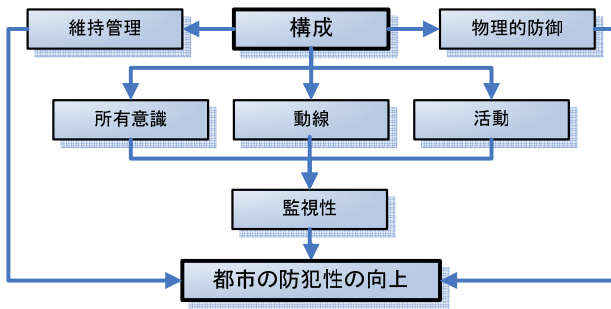 維持管理
構成
物理的防御
所有意識
動線
活動
監視性
都市の防犯性の向上